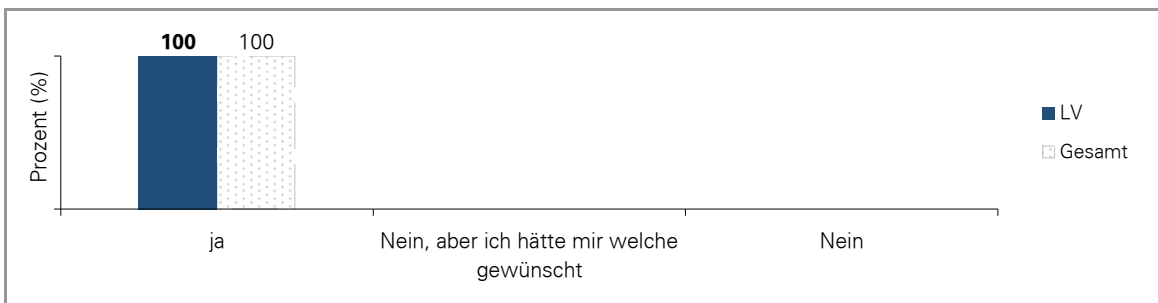 100 100
Prozent (%)
LV
Gesamt
ja
Nein, aber ich hätte mir welche
gewünscht
Nein